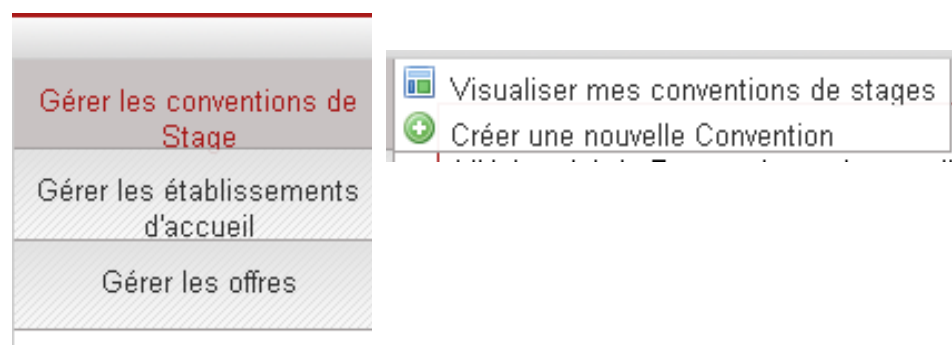 Gérer les conventions de
Stage
Gérer les établissements
d'accueil
Gérer les offres
Visualiser mes conventions de stages
Créer une nouvelle Convention